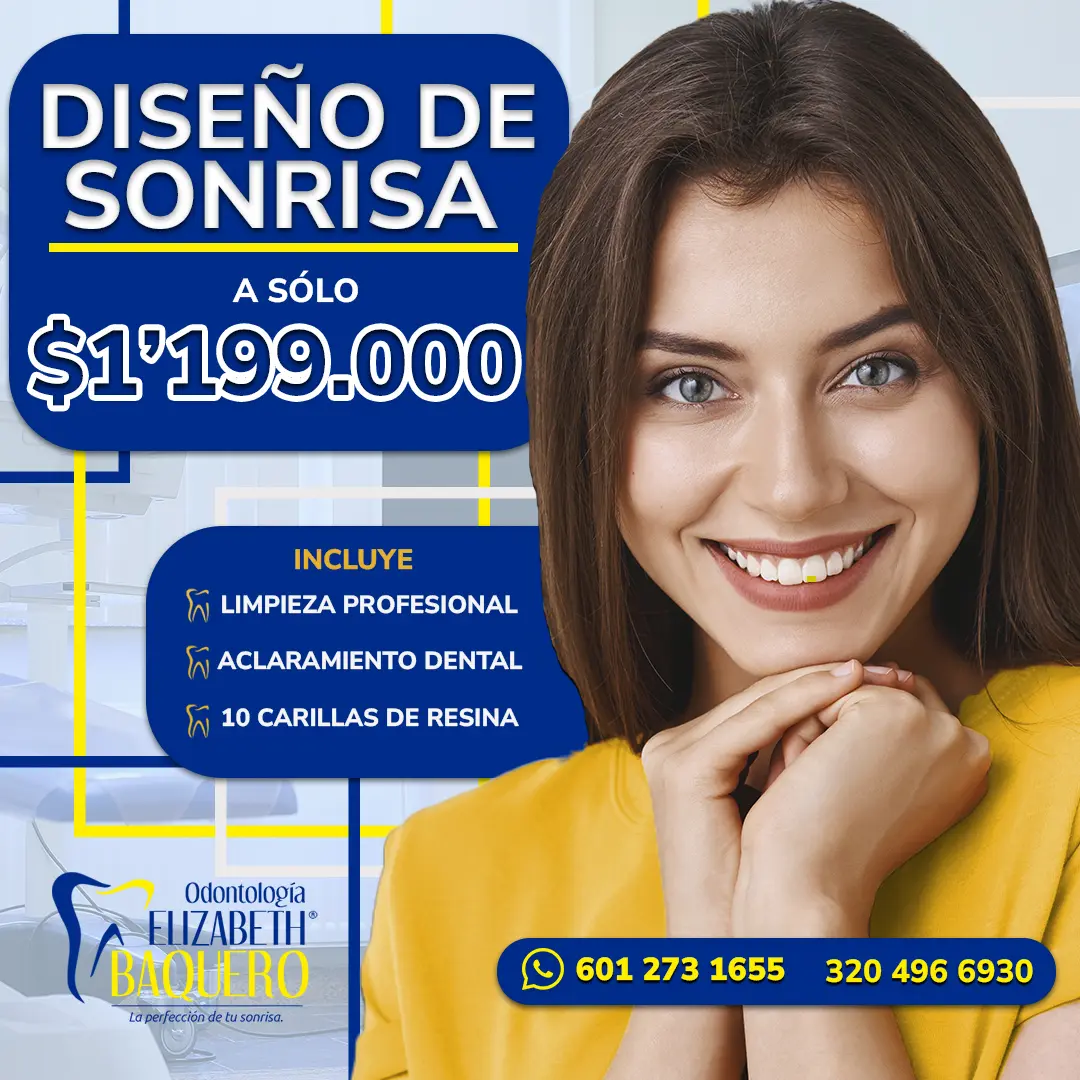 DISEÑO DE
SONRISA
A SÓLO
$1'199.000
INCLUYE
LIMPIEZA PROFESIONAL
ACLARAMIENTO DENTAL
10 CARILLAS DE RESINA
Odontología
ELIZABETH®
BAQUERO
La perfección de tu sonrisa.
601 273 1655 320 496 6930